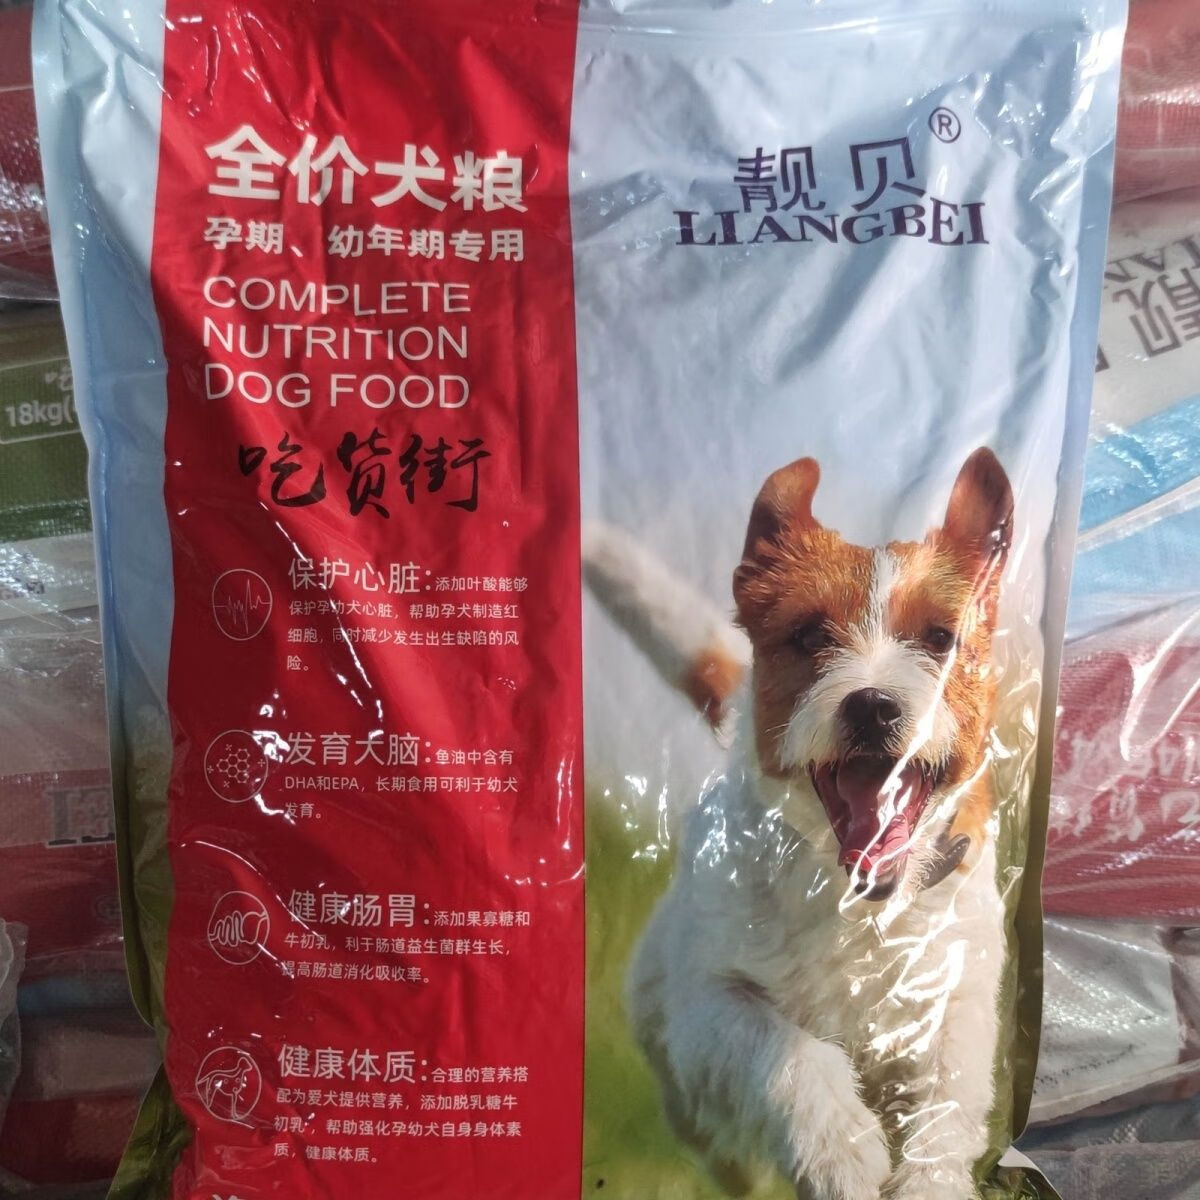 全价犬粮
孕期、幼年期专用
COMPLETE
NUTRITION
DOG FOOD
吃货街
保护心脏:添加叶酸能够
保护孕幼犬心脏，帮助孕犬制造红
细胞，同时减少发生出生缺陷的风
险。
发育大脑:鱼油中含有
DHA和EPA，长期食用可利于幼犬
发育。
健康肠胃:添加果寡糖和
牛初乳，利于肠道益生菌群生长，
提高肠道消化吸收率。
健康体质:合理的营养搭
配为爱犬提供营养，添加脱乳糖牛
初乳，帮助强化孕幼犬自身身体素
质，健康体质。
靓贝®
LIANGBEI
18kg